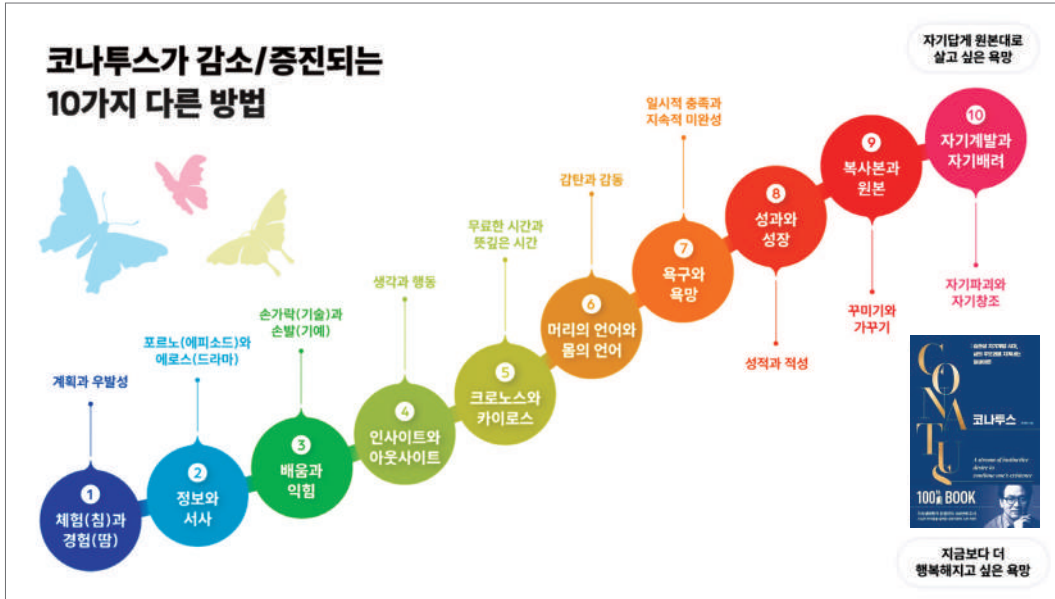 코나투스가 감소/증진되는
10가지 다른 방법
자기답게 원본대로
살고 싶은 욕망
계획과 우발성
1
체험(침)과
경험(땀)
포르노(에피소드)와
에로스(드라마)
2
정보와
서사
손가락(기술)과
손발(기예)
3
배움과
익힘
생각과 행동
4
인사이트와
아웃사이트
무료한 시간과
뜻깊은 시간
5
크로노스와
카이로스
감탄과 감동
6
머리의 언어와
몸의 언어
일시적 충족과
지속적 미완성
7
욕구와
욕망
8
성과와
성장
성적과 적성
9
복사본과
원본
꾸미기와
가꾸기
10
자기계발과
자기배려
자기파괴와
자기창조
CONATUS
코나투스
A stream of instinctive
desire to
continue one's existence
BOOK
지금보다 더
행복해지고 싶은 욕망